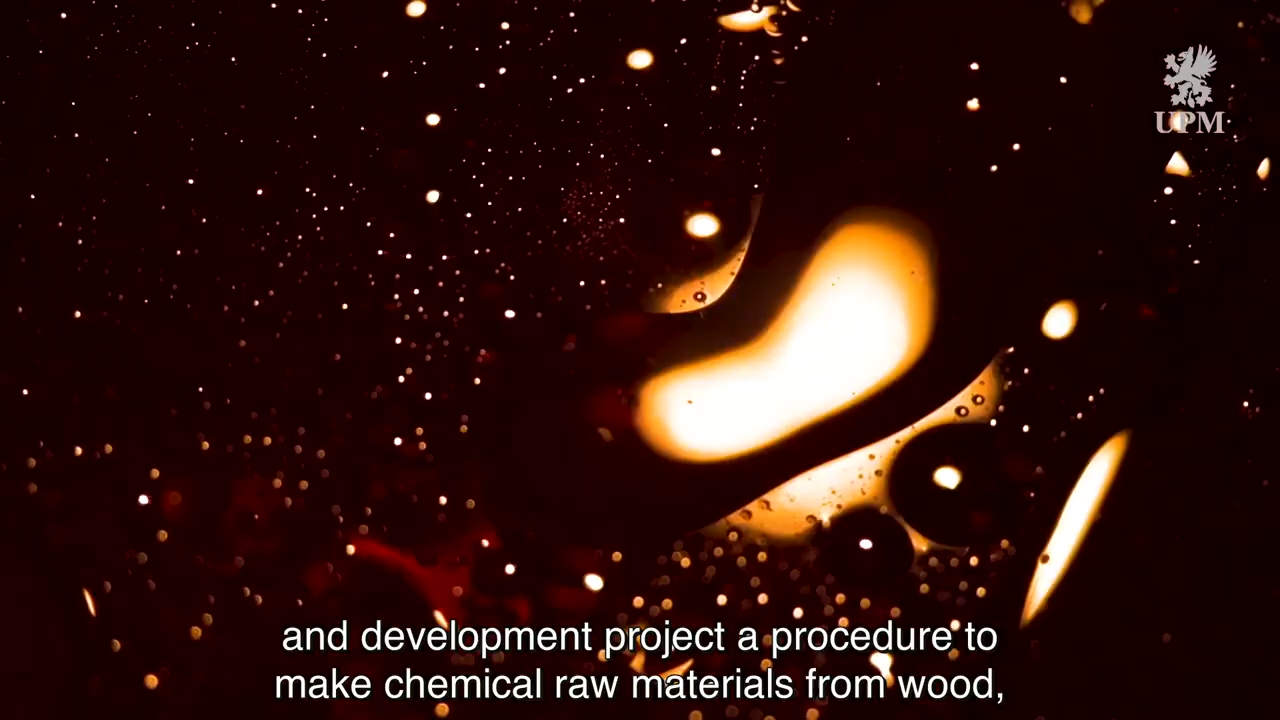 UPM
and development project a procedure to
make chemical raw materials from wood,